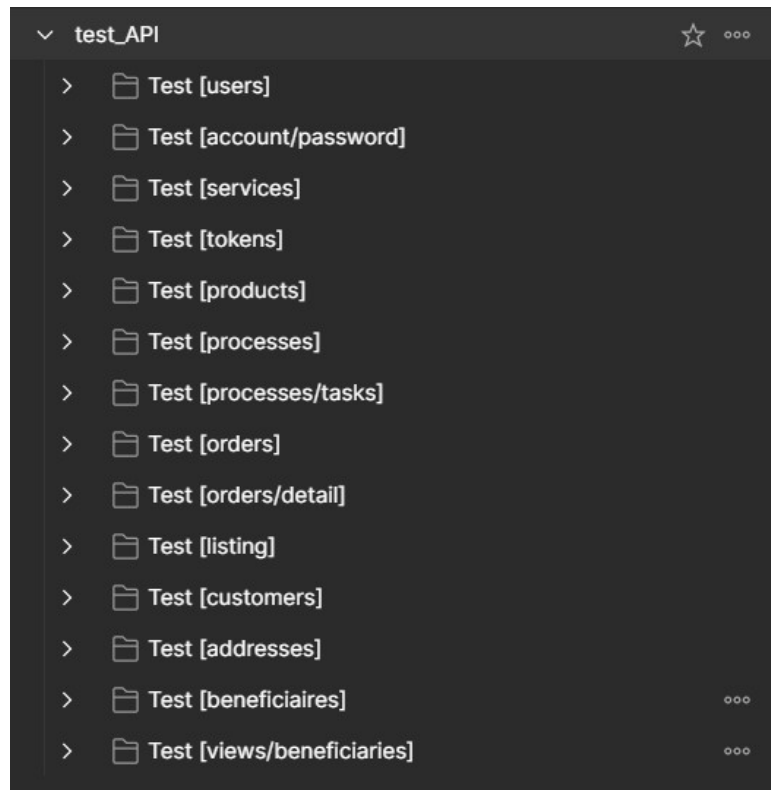 test_API
Test [users]
Test [account/password]
Test [services]
Test [tokens]
Test [products]
Test [processes]
Test [processes/tasks]
Test [orders]
Test [orders/detail]
Test [listing]
Test [customers]
Test [addresses]
Test [beneficiaires]
Test [views/beneficiaries]